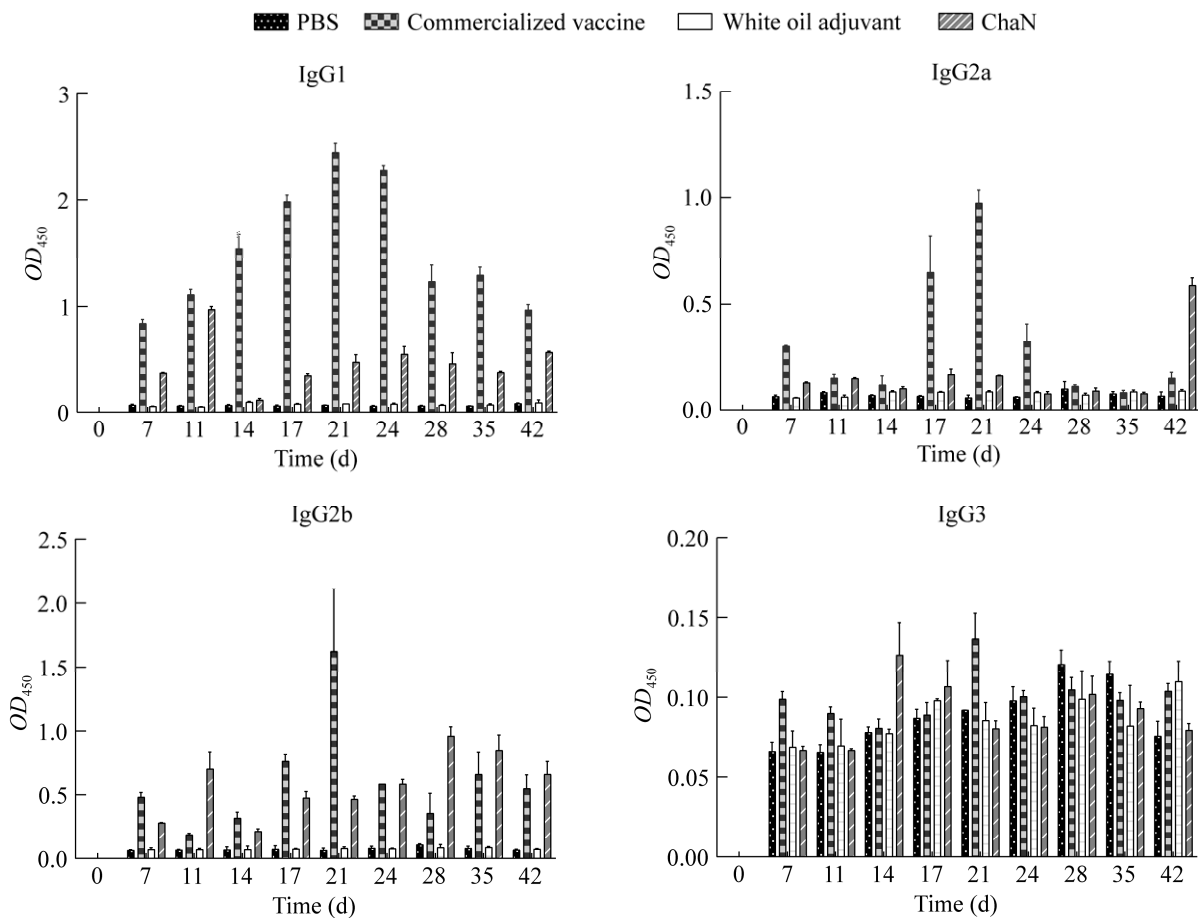 PBS Commercialized vaccine White oil adjuvant ChaN
IgG1
3
2
1
0
OD450
0 7 11 14 17 21 24 28 35 42
Time (d)
IgG2a
1.5
1.0
0.5
0.0
OD450
0 7 11 14 17 21 24 28 35 42
Time (d)
IgG2b
2.5
2.0
1.5
1.0
0.5
0.0
OD450
0 7 11 14 17 21 24 28 35 42
Time (d)
IgG3
0.20
0.15
0.10
0.05
0.00
OD450
0 7 11 14 17 21 24 28 35 42
Time (d)